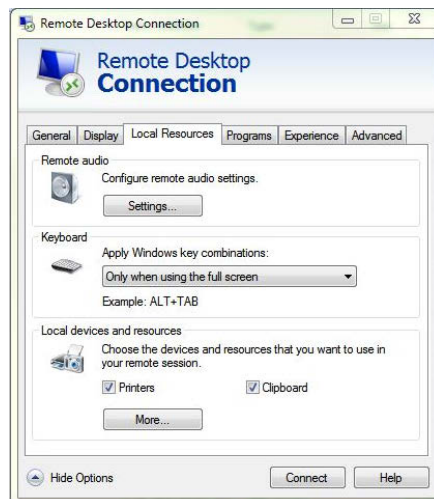 Remote Desktop Connection
Remote Desktop
Connection
General Display Local Resources Programs Experience Advanced
Remote audio
Configure remote audio settings.
Settings...
Keyboard
Apply Windows key combinations:
Only when using the full screen
Example: ALT+TAB
Local devices and resources
Choose the devices and resources that you want to use in
your remote session.
Printers Clipboard
More...
Hide Options Connect Help